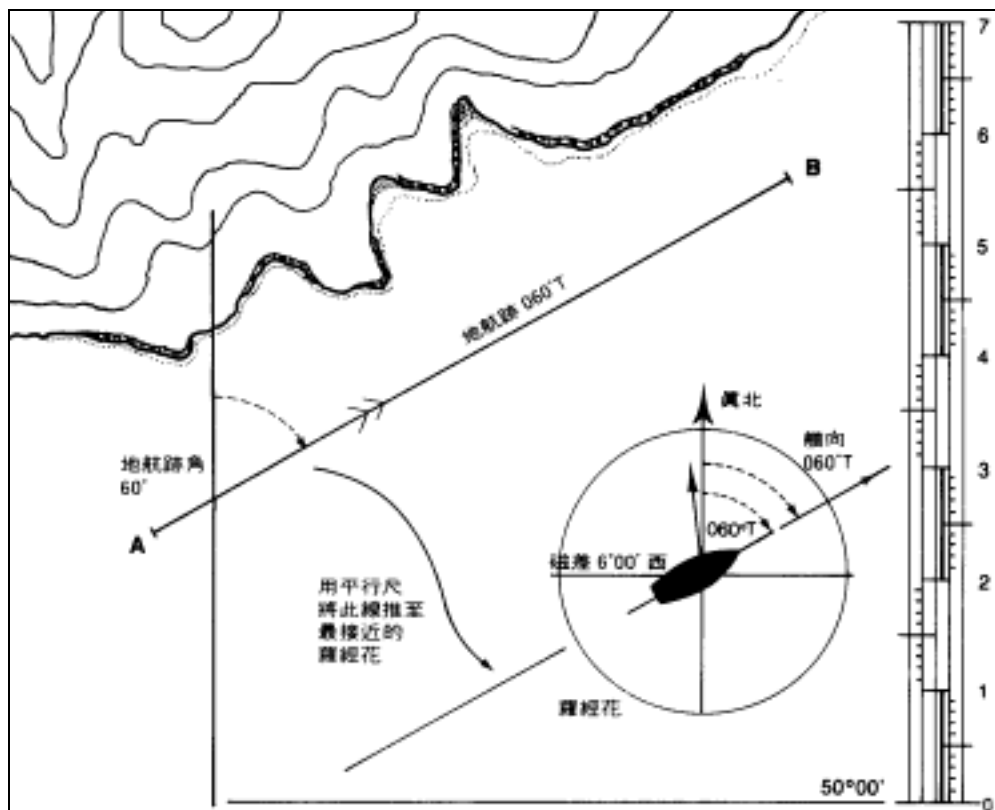 7
6
B
5
地航跡 060°T
4
眞北
艏向
060°T
地航跡角
60°
3
A
060°T
磁差 6°00' 西
2
用平行尺
將此線推至
最接近的
羅經花
羅經花
1
50°00'
0